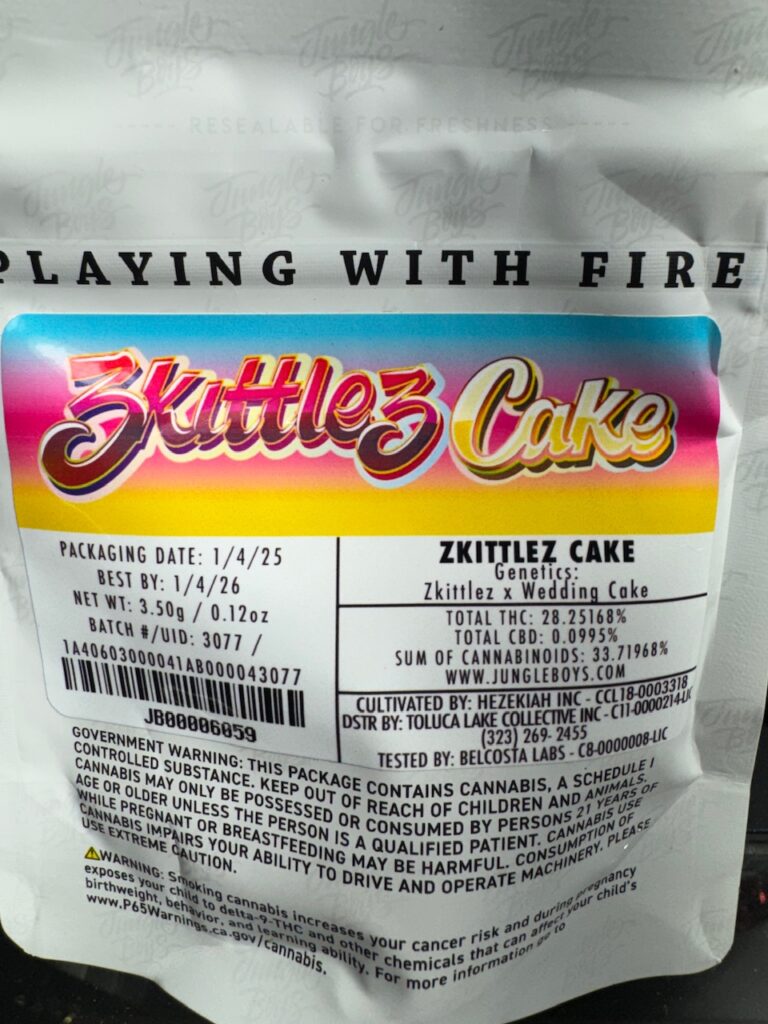 Jungle Boys
RESEALABLE FOR FRESHNESS
PLAYING WITH FIRE
Zkittlez Cake
PACKAGING DATE: 1/4/25
BEST BY: 1/4/26
NET WT: 3.50g / 0.12oz
BATCH #/UID: 3077 /
1A40603000041AB000043077
JB00006059
ZKITTLEZ CAKE
Genetics:
Zkittlez x Wedding Cake
TOTAL THC: 28.25168%
TOTAL CBD: 0.0995%
SUM OF CANNABINOIDS: 33.71968%
WWW.JUNGLEBOYS.COM
CULTIVATED BY: HEZEKIAH INC - CCL18-0003318
DSTR BY: TOLUCA LAKE COLLECTIVE INC - C11-0000214-LIC
(323) 269- 2455
TESTED BY: BELCOSTA LABS - C8-0000008-LIC
GOVERNMENT WARNING: THIS PACKAGE CONTAINS CANNABIS, A SCHEDULE I
CONTROLLED SUBSTANCE. KEEP OUT OF REACH OF CHILDREN AND ANIMALS.
CANNABIS MAY ONLY BE POSSESSED OR CONSUMED BY PERSONS 21 YEARS OF
AGE OR OLDER UNLESS THE PERSON IS A QUALIFIED PATIENT. CANNABIS USE
WHILE PREGNANT OR BREASTFEEDING MAY BE HARMFUL. CONSUMPTION OF
CANNABIS IMPAIRS YOUR ABILITY TO DRIVE AND OPERATE MACHINERY. PLEASE
USE EXTREME CAUTION.
WARNING: Smoking cannabis increases your cancer risk and during pregnancy
exposes your child to delta-9-THC and other chemicals that can affect your child's
birthweight, behavior, and learning ability. For more information go to
www.P65Warnings.ca.gov/cannabis.